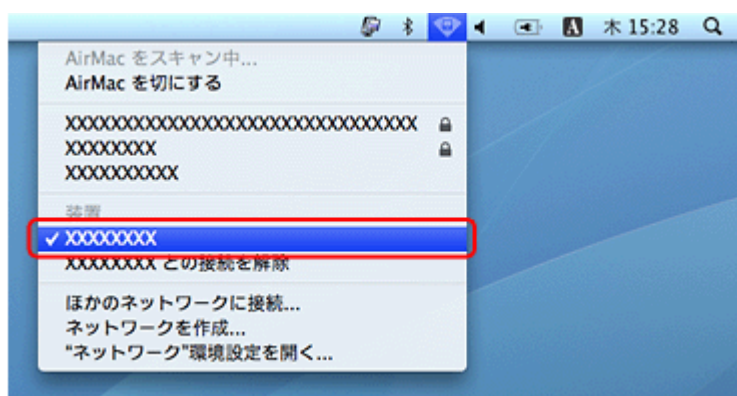 A 木 15:28
AirMac をスキャン中...
AirMac を切にする
XXXXXXXXXXXXXXXXXXXXXXXXXXXXXXX
XXXXXXXX
XXXXXXXXXX
装置
✓ XXXXXXXX
XXXXXXXX との接続を解除
ほかのネットワークに接続...
ネットワークを作成...
“ネットワーク”環境設定を開く...